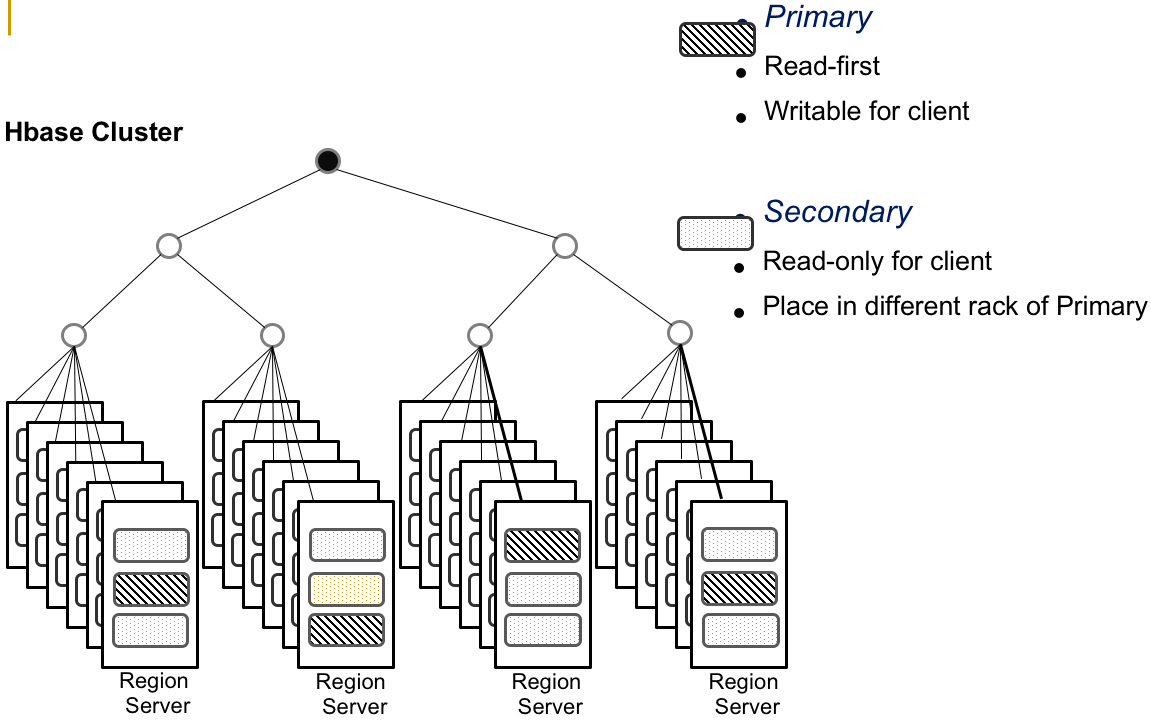 Primary
Read-first
Writable for client
Hbase Cluster
Secondary
Read-only for client
Place in different rack of Primary
Region
Server
Region
Server
Region
Server
Region
Server